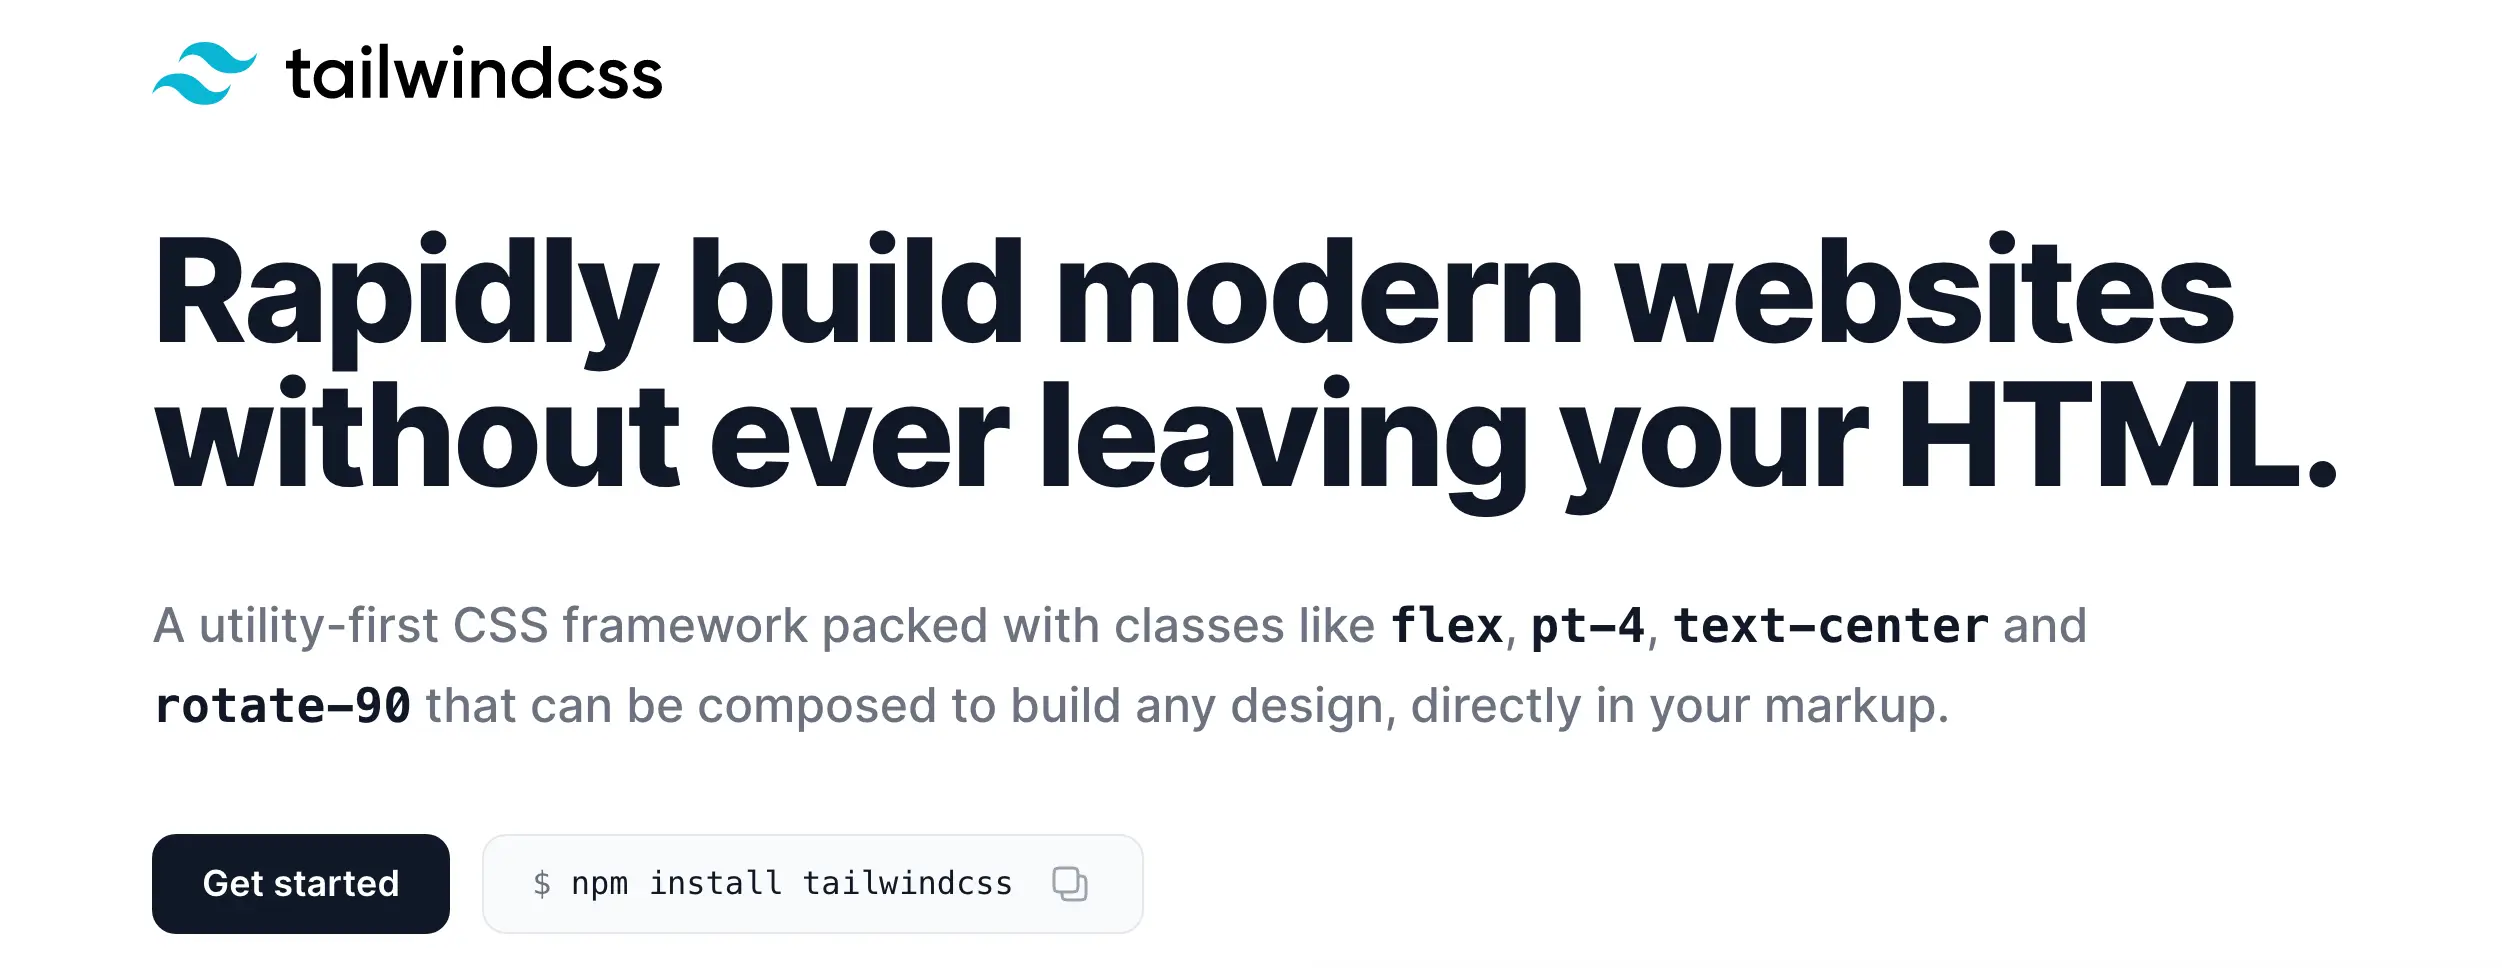 tailwindcss
Rapidly build modern websites
without ever leaving your HTML.
A utility-first CSS framework packed with classes like flex, pt-4, text-center and
rotate-90 that can be composed to build any design, directly in your markup.
Get started
$ npm install tailwindcss